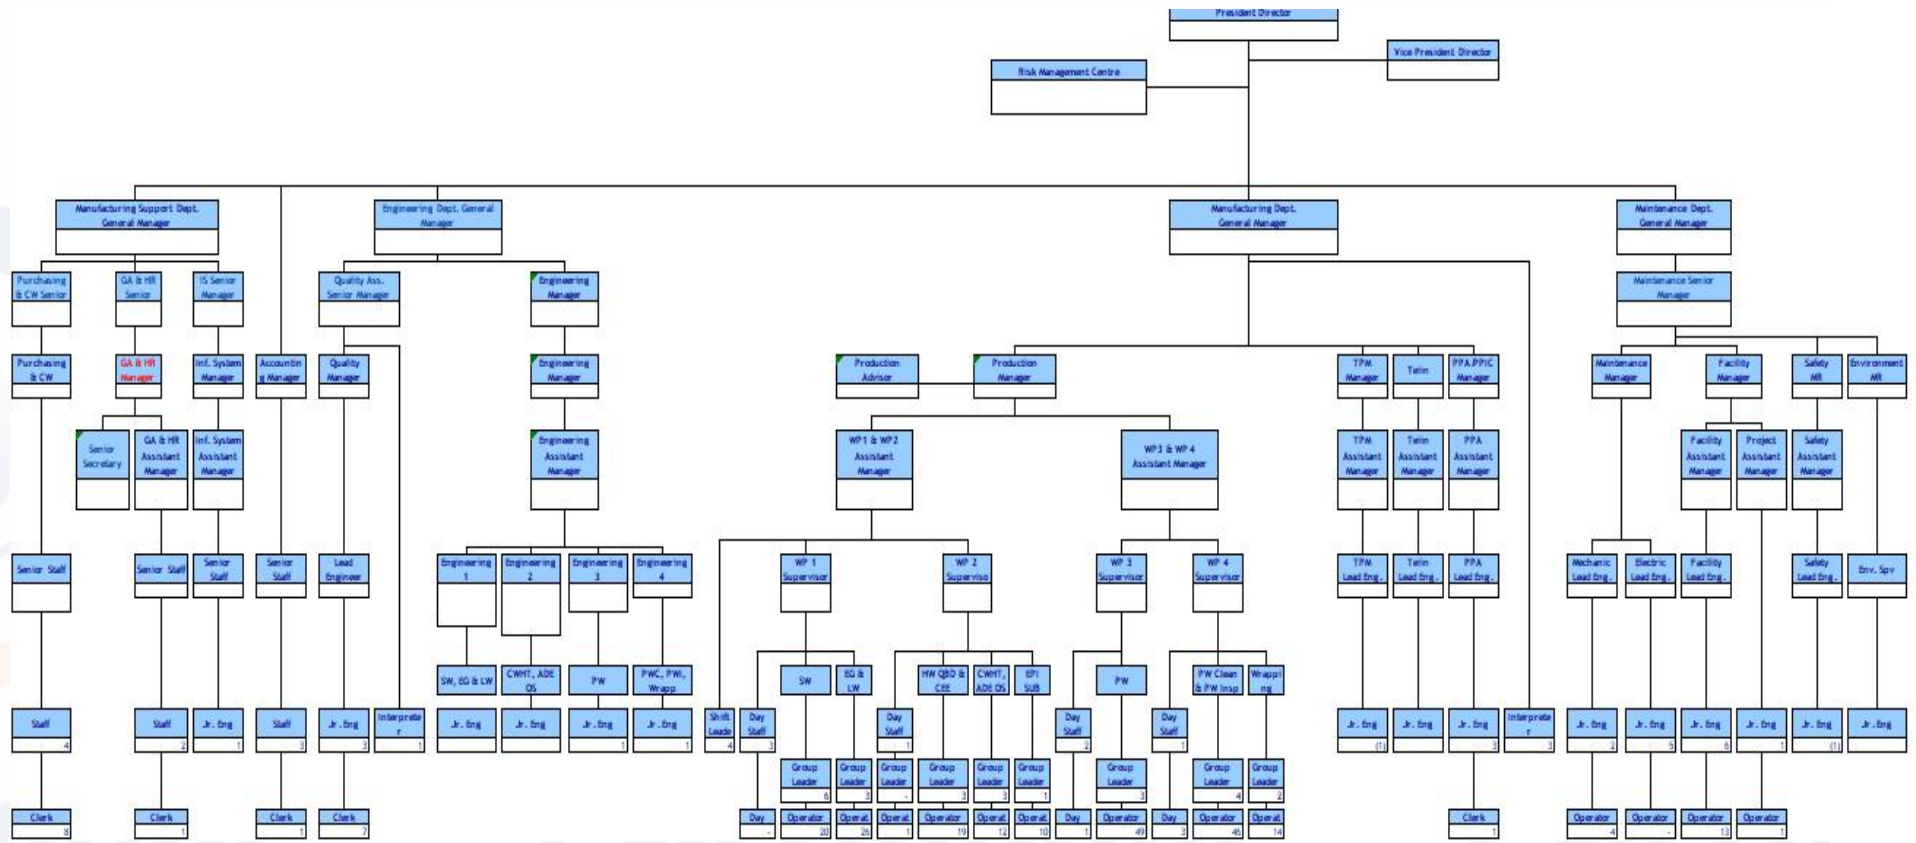 President Director
Vice President Director
Risk Management Centre
Manufacturing Support Dept.
General Manager
Engineering Dept. General
Manager
Manufacturing Dept.
General Manager
Maintenance Dept.
General Manager
Purchasing
& CW Senior
GA & HR
Senior
IS Senior
Manager
Quality Ass.
Senior Manager
Engineering
Manager
Maintenance Senior
Manager
Purchasing
& CW
GA & HR
Manager
Inf. System
Manager
Accountin
g Manager
Quality
Manager
Engineering
Manager
Production
Advisor
Production
Manager
TPM
Manager
PPA.PPIC
Manager
Maintenance
Manager
Facility
Manager
Safety
MR
Environment
MR
Senior
Secretary
GA & HR
Assistant
Manager
Inf. System
Assistant
Manager
Engineering
Assistant
Manager
WP1 & WP2
Assistant
Manager
WP3 & WP 4
Assistant Manager
TPM
Assistant
Manager
Assistant
Manager
PPA
Assistant
Manager
Facility
Assistant
Manager
Project
Assistant
Manager
Safety
Assistant
Manager
Senior Staff
Senior Staff
Senior
Staff
Senior
Staff
Lead
Engineer
Engineering
1
Engineering
2
Engineering
3
Engineering
4
WP 1
Supervisor
WP 2
Superviso
WP 3
Supervisor
WP 4
Supervisor
TPM
Lead Eng.
Lead Eng.
PPA
Lead Eng.
Mechanic
Lead Eng.
Electric
Lead Eng.
Facility
Lead Eng.
Safety
Lead Eng.
Env. Spv
SW, EG & LW
CWHT, ADE
OS
PW
PWC, PWI,
Wrapp
SW
EG &
LW
HW QBD &
CEE
CWHT,
ADE OS
EPI
SUB
PW
PW Clean
& PW Insp
Wrappi
ng
Staff
4
Staff
2
Jr. Eng
1
Staff
3
Jr. Eng
3
Interprete
r
1
Jr. Eng
Jr. Eng
Jr. Eng
1
Jr. Eng
1
Shift
Leade
4
Day
Staff
3
Day
Staff
1
Day
Staff
2
Day
Staff
1
Jr. Eng
(1)
Jr. Eng
Jr. Eng
3
Interprete
r
3
Jr. Eng
2
Jr. Eng
5
Jr. Eng
6
Jr. Eng
1
Jr. Eng
(1)
Jr. Eng
Group
Leader
6
Group
Leader
3
Group
Leader
-
Group
Leader
3
Group
Leader
3
Group
Leader
1
Group
Leader
3
Group
Leader
4
Group
Leader
2
Clerk
8
Clerk
1
Clerk
1
Clerk
7
Day
-
Operator
20
Operat
26
Operat
1
Operator
19
Operat
12
Operat
10
Day
1
Operator
49
Day
3
Operator
46
Operat
14
Clerk
1
Operator
4
Operator
-
Operator
13
Operator
1